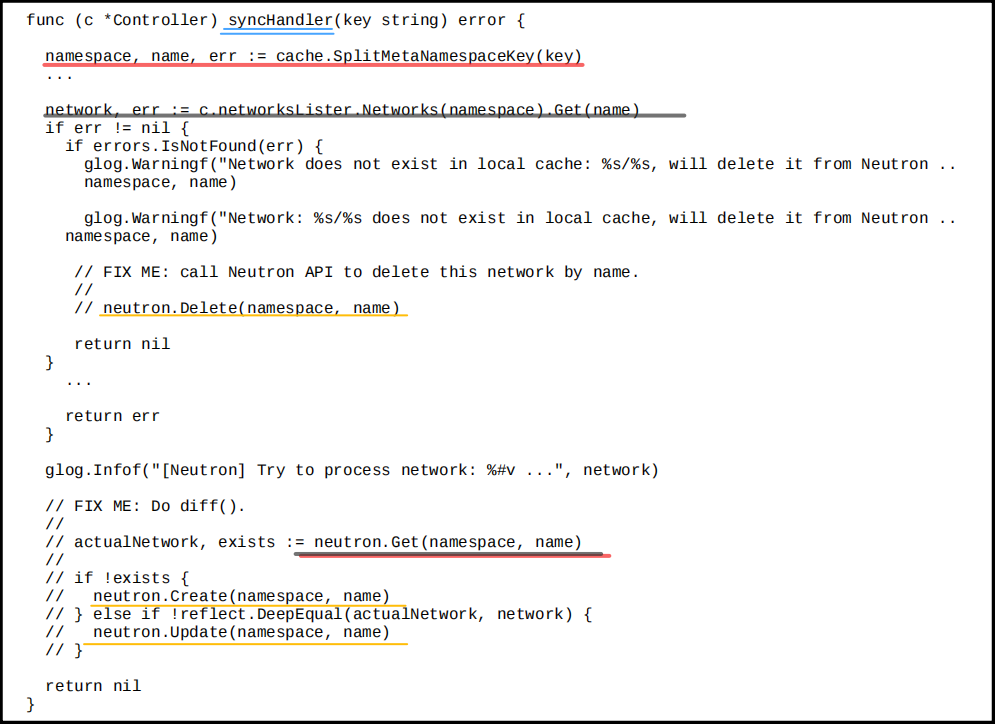 func (c *Controller) syncHandler(key string) error {
namespace, name, err := cache.SplitMetaNamespaceKey(key)
...
network, err := c.networksLister.Networks(namespace).Get(name)
if err != nil {
if errors.IsNotFound(err) {
glog.Warningf("Network does not exist in local cache: %s/%s, will delete it from Neutron ..
namespace, name)
glog.Warningf("Network: %s/%s does not exist in local cache, will delete it from Neutron ..
namespace, name)
// FIX ME: call Neutron API to delete this network by name.
//
// neutron.Delete(namespace, name)
return nil
}
...
return err
}
glog.Infof("[Neutron] Try to process network: %#v ...", network)
// FIX ME: Do diff().
//
// actualNetwork, exists := neutron.Get(namespace, name)
//
// if !exists {
// neutron.Create(namespace, name)
// } else if !reflect.DeepEqual(actualNetwork, network) {
// neutron.Update(namespace, name)
// }
return nil
}